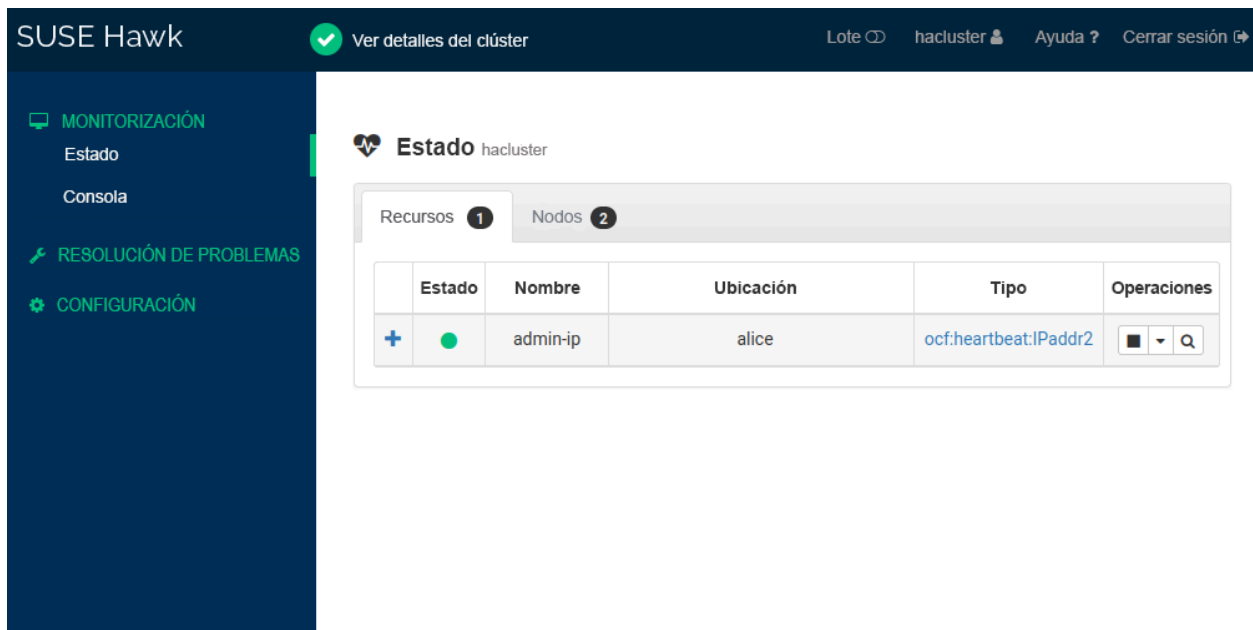 SUSE Hawk
Ver detalles del clúster
Lote hacluster Ayuda ? Cerrar sesión
MONITORIZACIÓN
Estado
Consola
RESOLUCIÓN DE PROBLEMAS
CONFIGURACIÓN
Estado hacluster
Recursos 1 Nodos 2
Estado Nombre Ubicación Tipo Operaciones
admin-ip alice ocf:heartbeat:IPaddr2